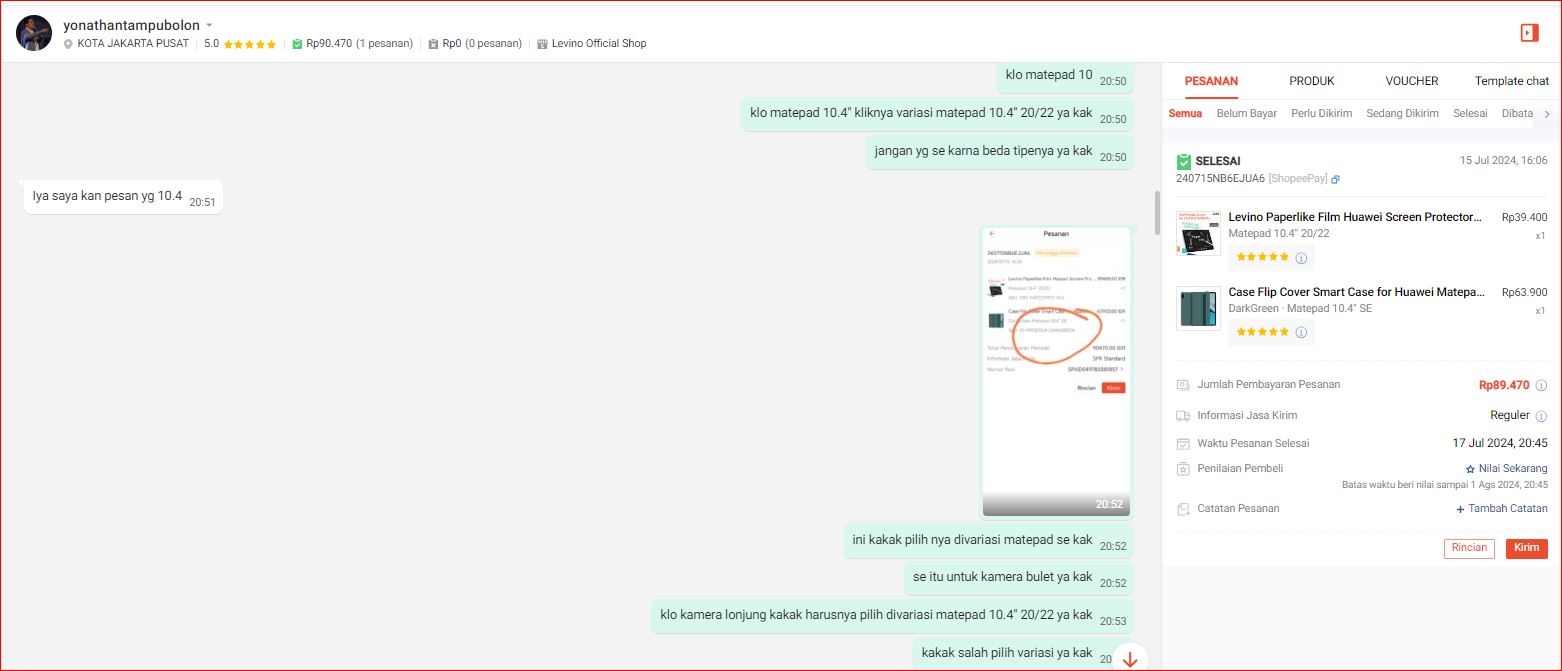 yonathantampubolon
KOTA JAKARTA PUSAT
5.0
Rp90.470 (1 pesanan)
Rp0 (0 pesanan)
Levino Official Shop
klo matepad 10 20:50
klo matepad 10.4" kliknya variasi matepad 10.4" 20/22 ya kak 20:50
jangan yg se karna beda tipenya ya kak 20:50
Iya saya kan pesan yg 10.4 20:51
Pesanan
240715NB6EJUA6
Levino Paperlike Film Huawei Screen Pro...
Matepad 10.4" 20/22
x1
Case Flip Cover Smart Case for Huawei
x1
Total Pembayaran Pembeli 90470.00 IDR
Informasi Jasa SPX Standard
Nomor Resi
Rincian Kirim
20:52
ini kakak pilih nya divariasi matepad se kak 20:52
se itu untuk kamera bulet ya kak 20:52
klo kamera lonjong kakak harusnya pilih divariasi matepad 10.4" 20/22 ya kak 20:53
kakak salah pilih variasi ya kak 20
PESANAN PRODUK VOUCHER Template chat
Semua Belum Bayar Perlu Dikirim Sedang Dikirim Selesai Dibata
SELESAI 15 Jul 2024, 16:06
240715NB6EJUA6 [ShopeePay]
PAPERLIKE
Levino Paperlike Film Huawei Screen Protector... Rp39.400
Matepad 10.4" 20/22 x1
Case Flip Cover Smart Case for Huawei Matepa... Rp63.900
DarkGreen · Matepad 10.4" SE x1
Jumlah Pembayaran Pesanan Rp89.470
Informasi Jasa Kirim Reguler
Waktu Pesanan Selesai 17 Jul 2024, 20:45
Penilaian Pembeli Nilai Sekarang
Batas waktu beri nilai sampai 1 Ags 2024, 20:45
Catatan Pesanan + Tambah Catatan
Rincian Kirim